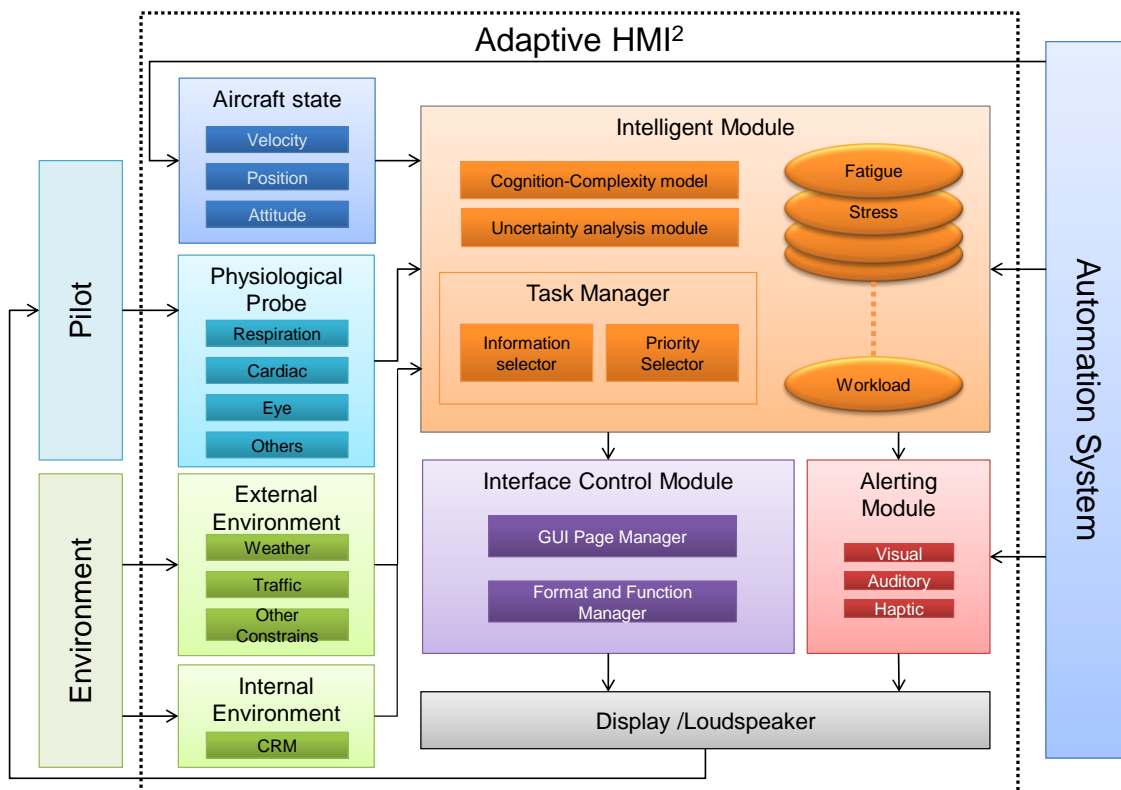 Adaptive HMI²
Aircraft state
Velocity
Position
Attitude
Pilot
Physiological
Probe
Respiration
Cardiac
Eye
Others
Environment
External
Environment
Weather
Traffic
Other
Constrains
Internal
Environment
CRM
Intelligent Module
Cognition-Complexity model
Uncertainty analysis module
Task Manager
Information
selector
Priority
Selector
Fatigue
Stress
Workload
Interface Control Module
GUI Page Manager
Format and Function
Manager
Alerting
Module
Visual
Auditory
Haptic
Display /Loudspeaker
Automation System